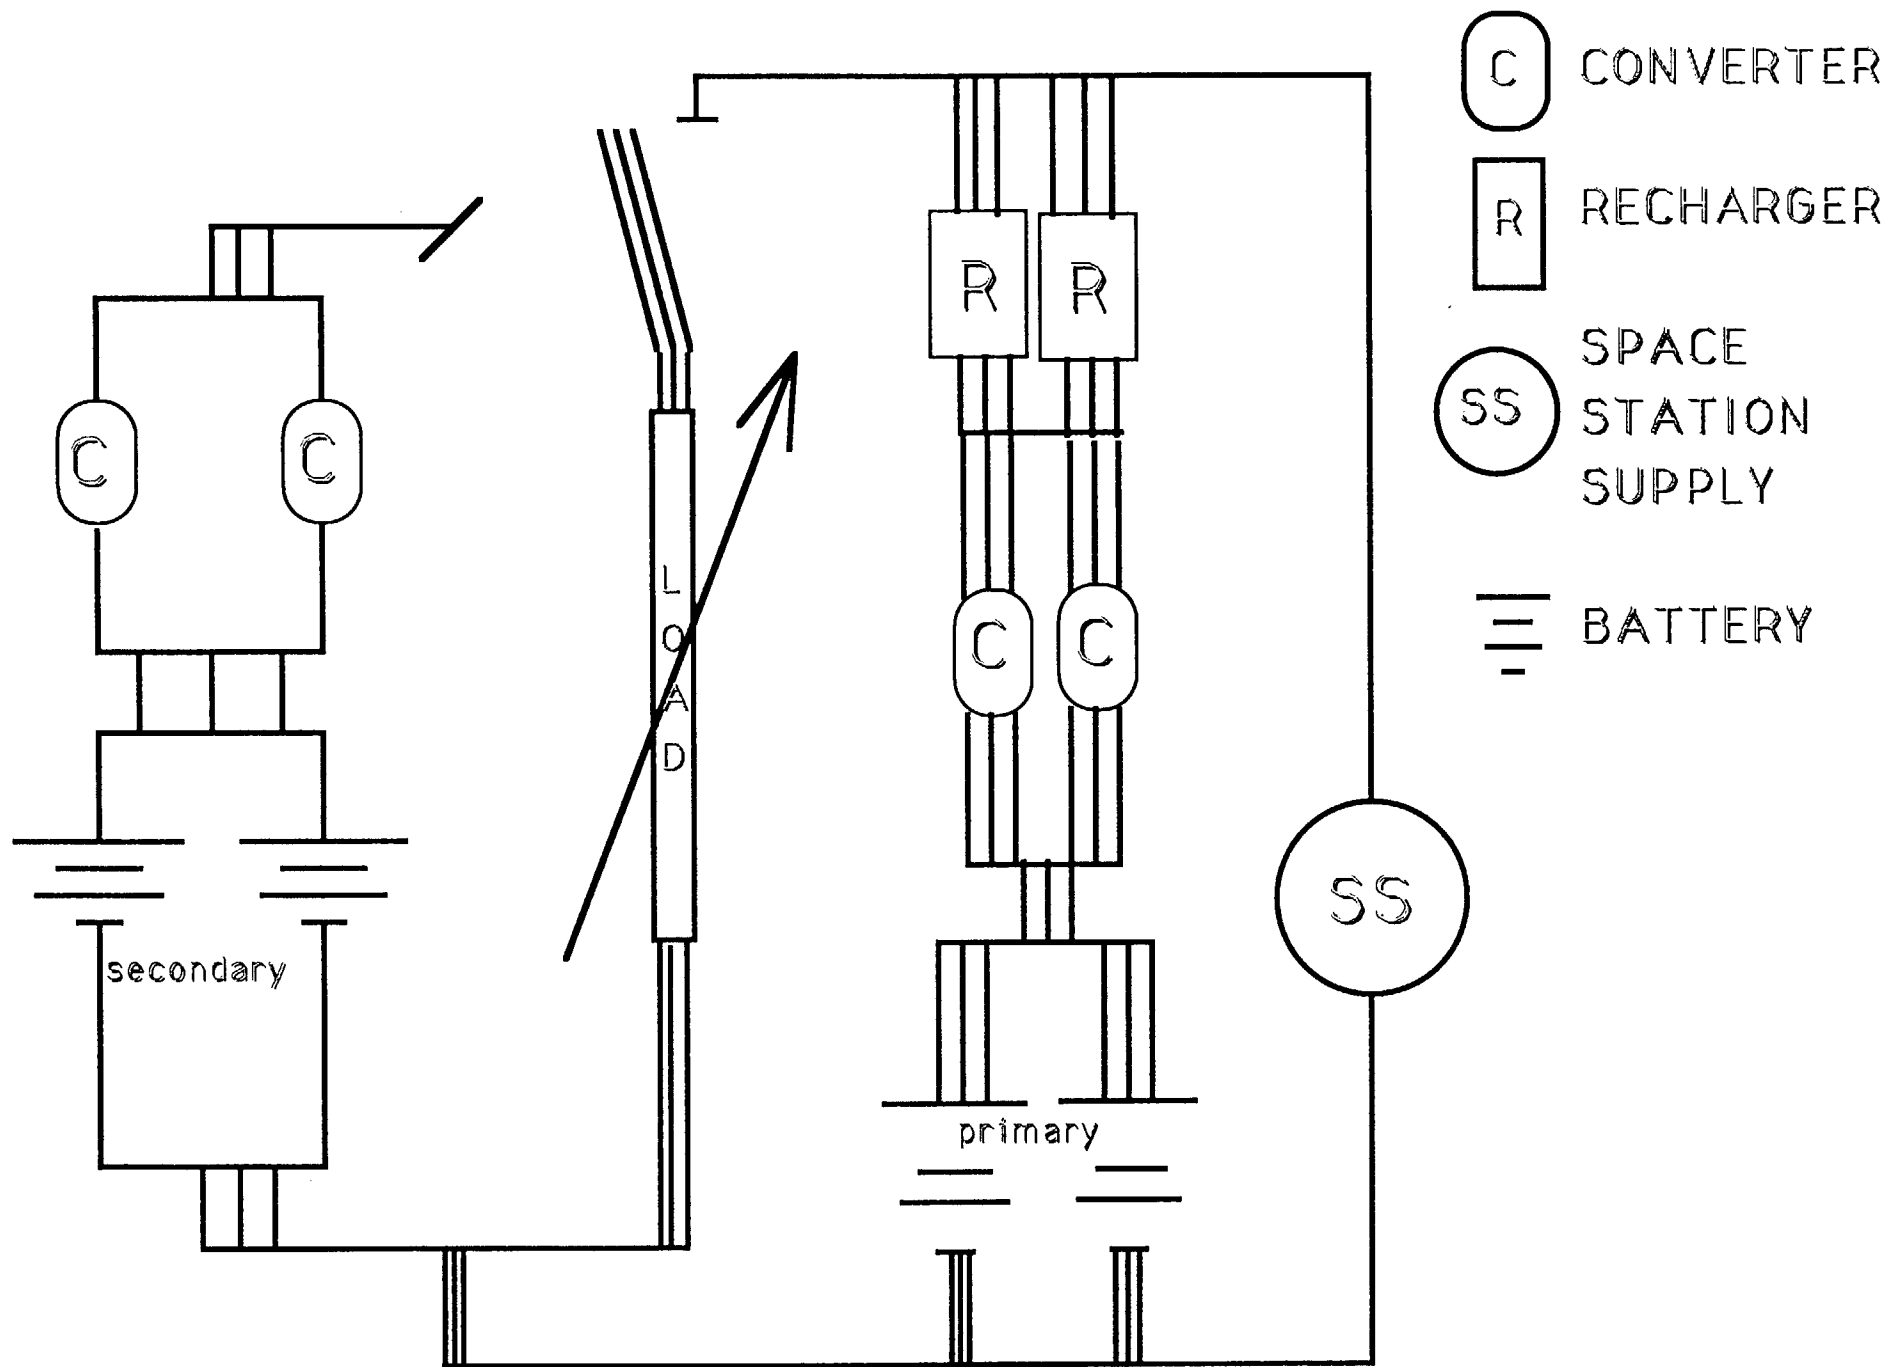 C CONVERTER
R RECHARGER
SS SPACE
STATION
SUPPLY
BATTERY
R R
C C
L
O
A
D
C C
SS
secondary
primary